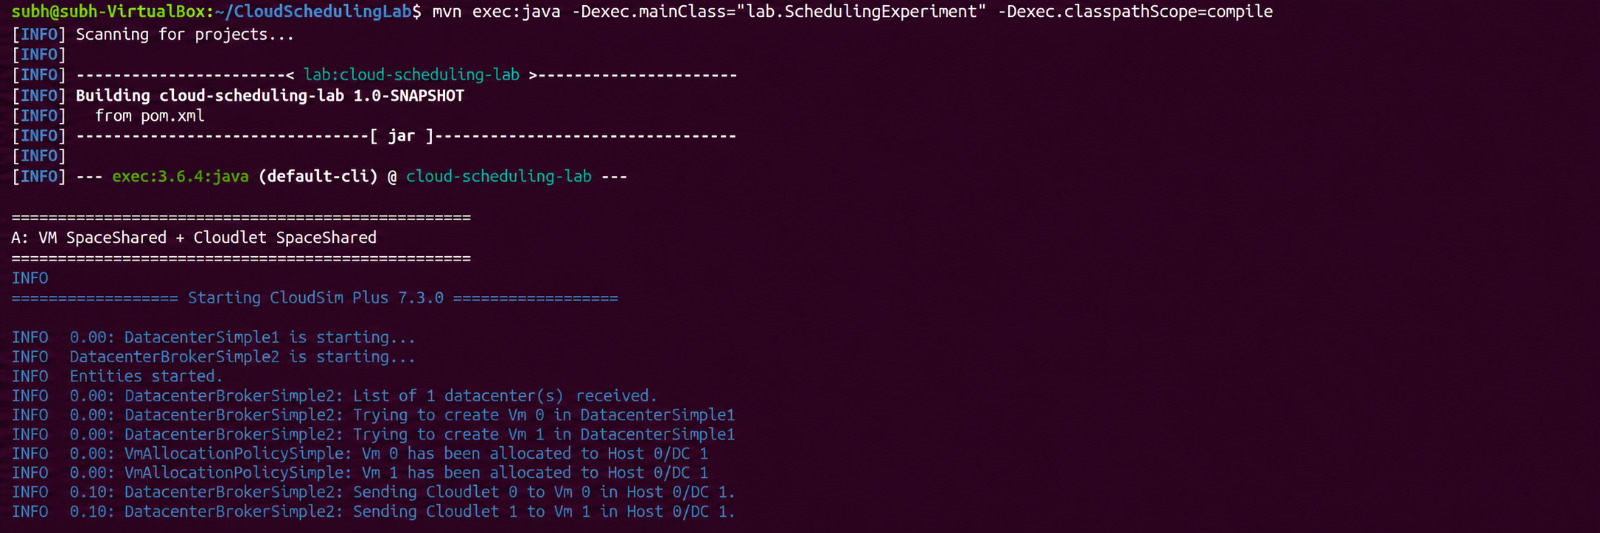 subh@subh-VirtualBox:~/CloudSchedulingLab$ mvn exec:java -Dexec.mainClass="lab.SchedulingExperiment" -Dexec.classpathScope=compile
[INFO] Scanning for projects...
[INFO]
[INFO] -----------------------< lab:cloud-scheduling-lab >----------------------
[INFO] Building cloud-scheduling-lab 1.0-SNAPSHOT
[INFO]   from pom.xml
[INFO] --------------------------------[ jar ]---------------------------------
[INFO]
[INFO] --- exec:3.6.4:java (default-cli) @ cloud-scheduling-lab ---
==================================================
A: VM SpaceShared + Cloudlet SpaceShared
==================================================
INFO
================== Starting CloudSim Plus 7.3.0 ==================
INFO  0.00: DatacenterSimple1 is starting...
INFO  DatacenterBrokerSimple2 is starting...
INFO  Entities started.
INFO  0.00: DatacenterBrokerSimple2: List of 1 datacenter(s) received.
INFO  0.00: DatacenterBrokerSimple2: Trying to create Vm 0 in DatacenterSimple1
INFO  0.00: DatacenterBrokerSimple2: Trying to create Vm 1 in DatacenterSimple1
INFO  0.00: VmAllocationPolicySimple: Vm 0 has been allocated to Host 0/DC 1
INFO  0.00: VmAllocationPolicySimple: Vm 1 has been allocated to Host 0/DC 1
INFO  0.10: DatacenterBrokerSimple2: Sending Cloudlet 0 to Vm 0 in Host 0/DC 1.
INFO  0.10: DatacenterBrokerSimple2: Sending Cloudlet 1 to Vm 1 in Host 0/DC 1.